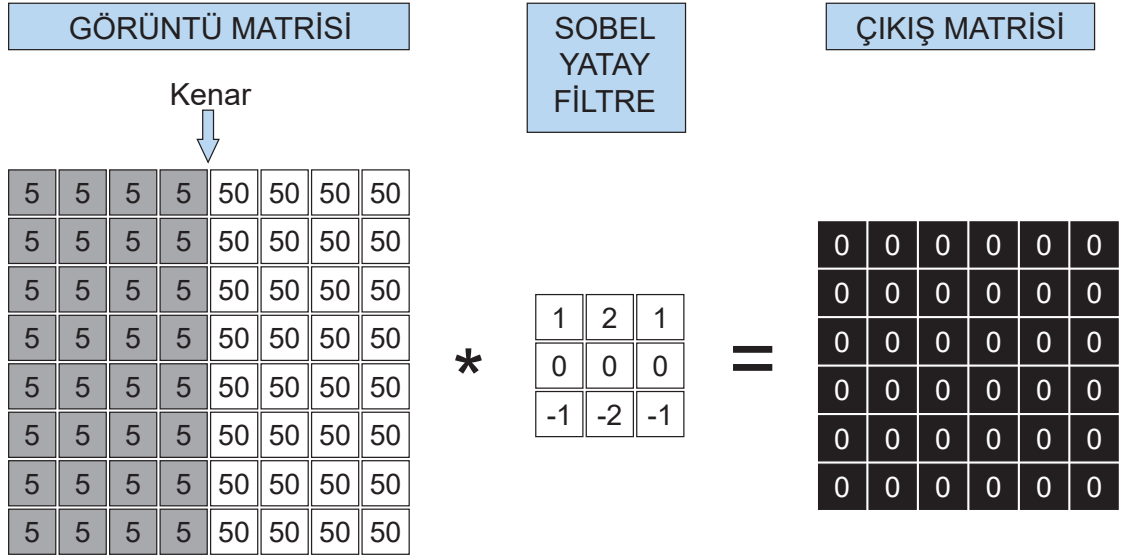 GÖRÜNTÜ MATRİSİ
SOBEL
YATAY
FİLTRE
ÇIKIŞ MATRİSİ
Kenar
5 5 5 5 50 50 50 50
5 5 5 5 50 50 50 50
5 5 5 5 50 50 50 50
5 5 5 5 50 50 50 50
5 5 5 5 50 50 50 50
5 5 5 5 50 50 50 50
5 5 5 5 50 50 50 50
5 5 5 5 50 50 50 50
*
1 2 1
0 0 0
-1 -2 -1
=
0 0 0 0 0 0
0 0 0 0 0 0
0 0 0 0 0 0
0 0 0 0 0 0
0 0 0 0 0 0
0 0 0 0 0 0